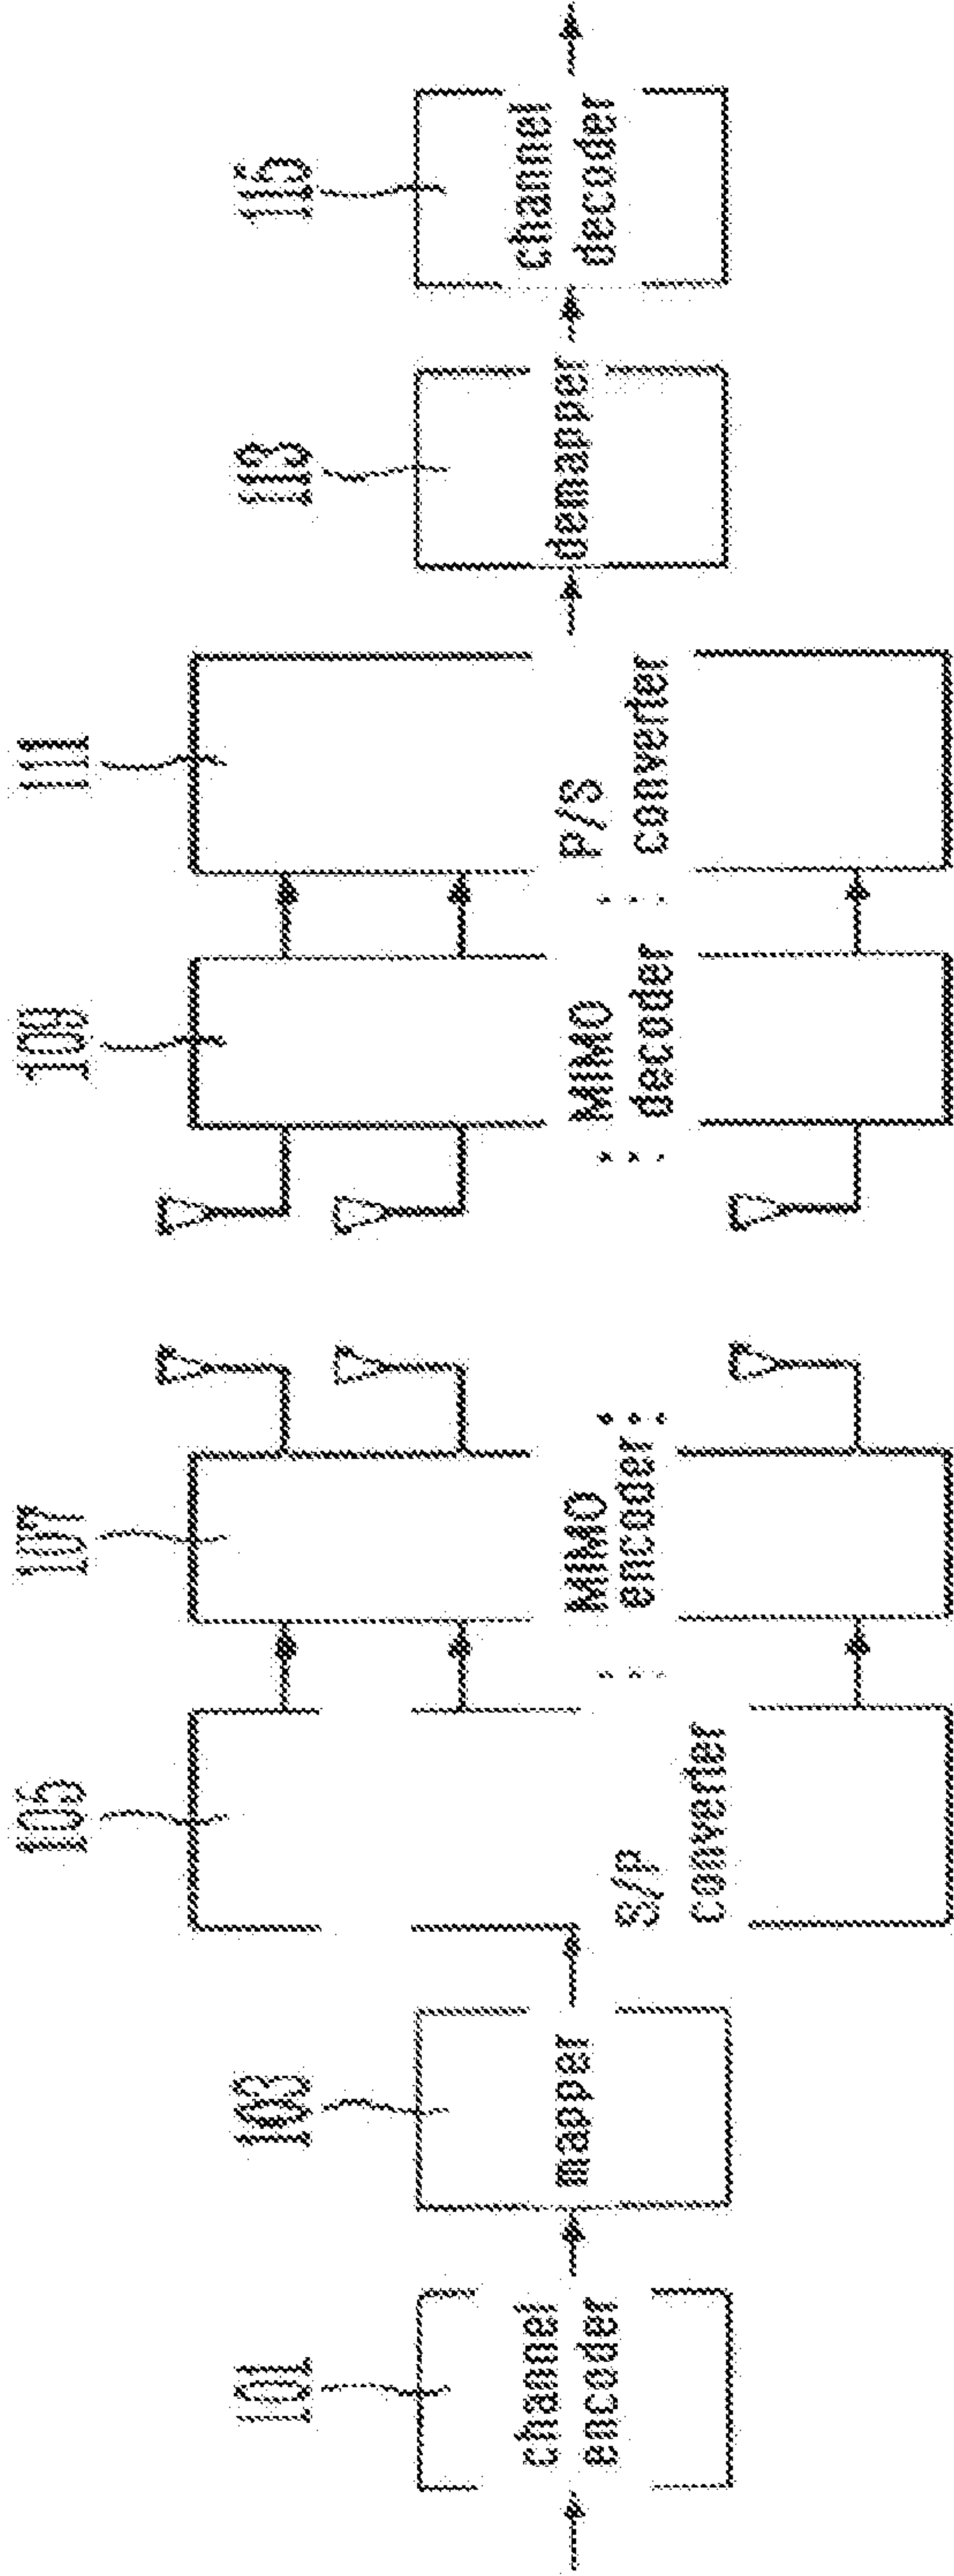 101
channel
encoder
103
mapper
105
S/P
converter
107
MIMO
encoder
109
MIMO
decoder
111
P/S
converter
113
demapper
115
channel
decoder